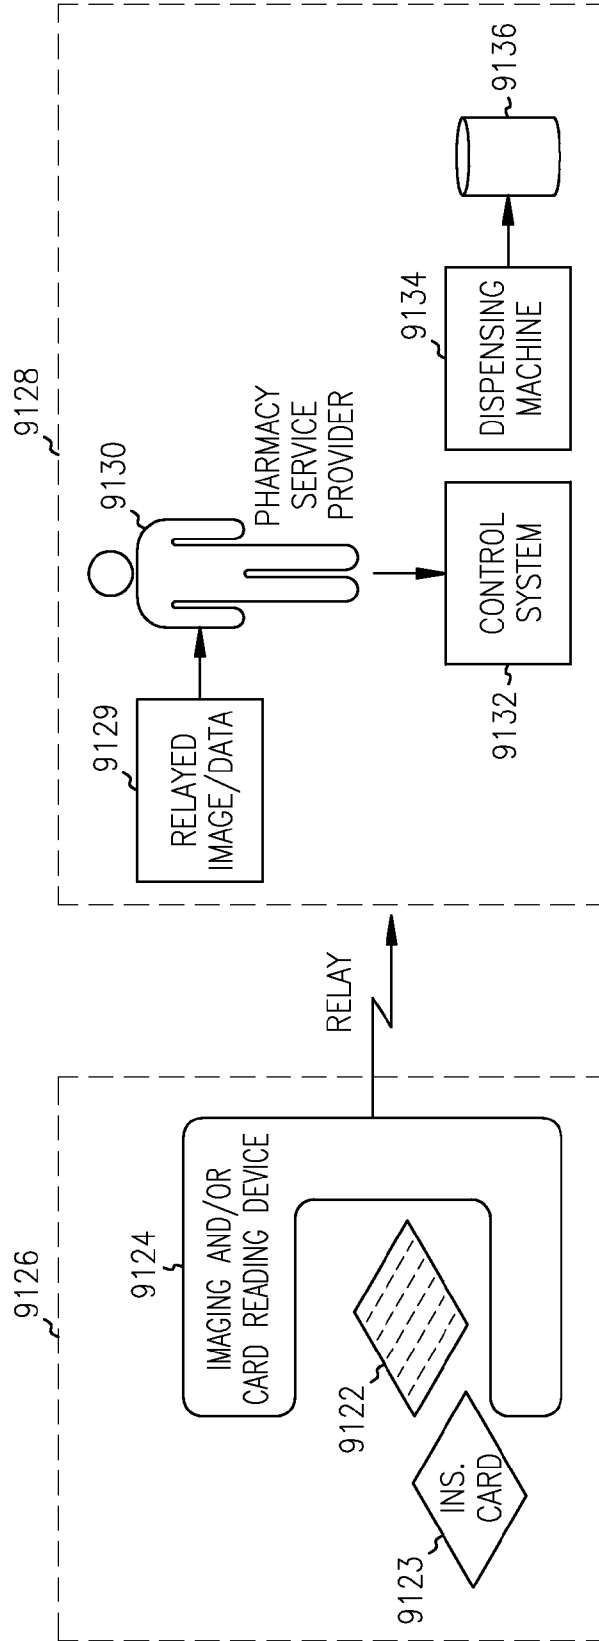 9126
9124
IMAGING AND/OR
CARD READING DEVICE
9122
9123
INS.
CARD
RELAY
9128
9129
RELAYED
IMAGE/DATA
9130
PHARMACY
SERVICE
PROVIDER
9132
CONTROL
SYSTEM
9134
DISPENSING
MACHINE
9136